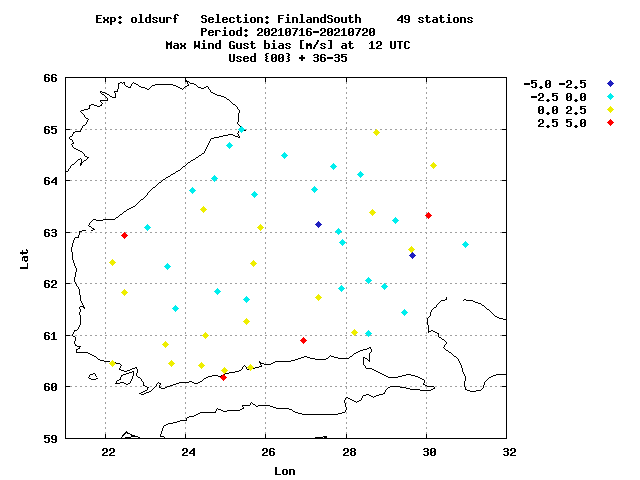 Exp: oldsurf Selection: FinlandSouth 49 stations
Period: 20210716-20210720
Max Wind Gust bias [m/s] at 12 UTC
Used {00} + 36-35
-5.0 -2.5
-2.5 0.0
0.0 2.5
2.5 5.0
66
65
64
63
62
61
60
59
Lat
22 24 26 28 30 32
Lon